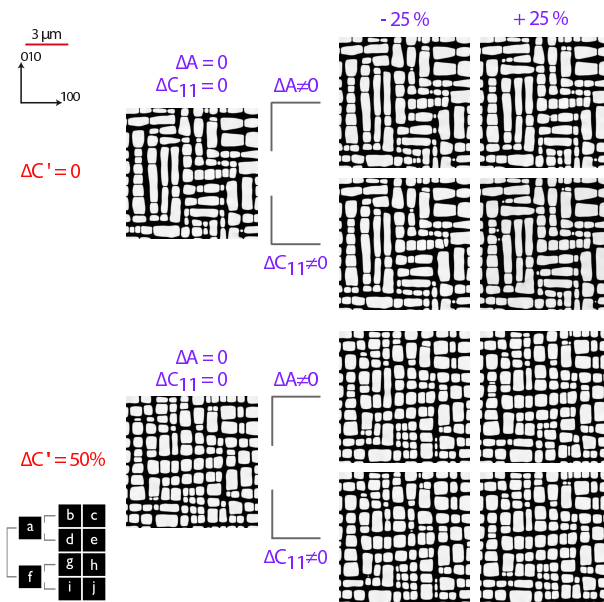 - 25 %
+ 25 %
3 μm
010
100
ΔA = 0
ΔC11 = 0
ΔA≠0
ΔC' = 0
ΔC11≠0
ΔA = 0
ΔC11 = 0
ΔA≠0
ΔC' = 50%
ΔC11≠0
a
b c
d e
f
g h
i j